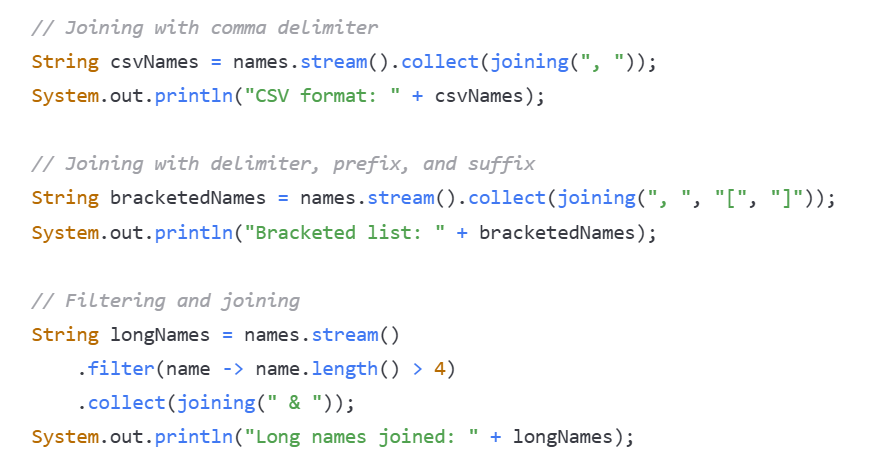 // Joining with comma delimiter
String csvNames = names.stream().collect(joining(", "));
System.out.println("CSV format: " + csvNames);

// Joining with delimiter, prefix, and suffix
String bracketedNames = names.stream().collect(joining(", ", "[", "]"));
System.out.println("Bracketed list: " + bracketedNames);

// Filtering and joining
String longNames = names.stream()
    .filter(name -> name.length() > 4)
    .collect(joining(" & "));
System.out.println("Long names joined: " + longNames);